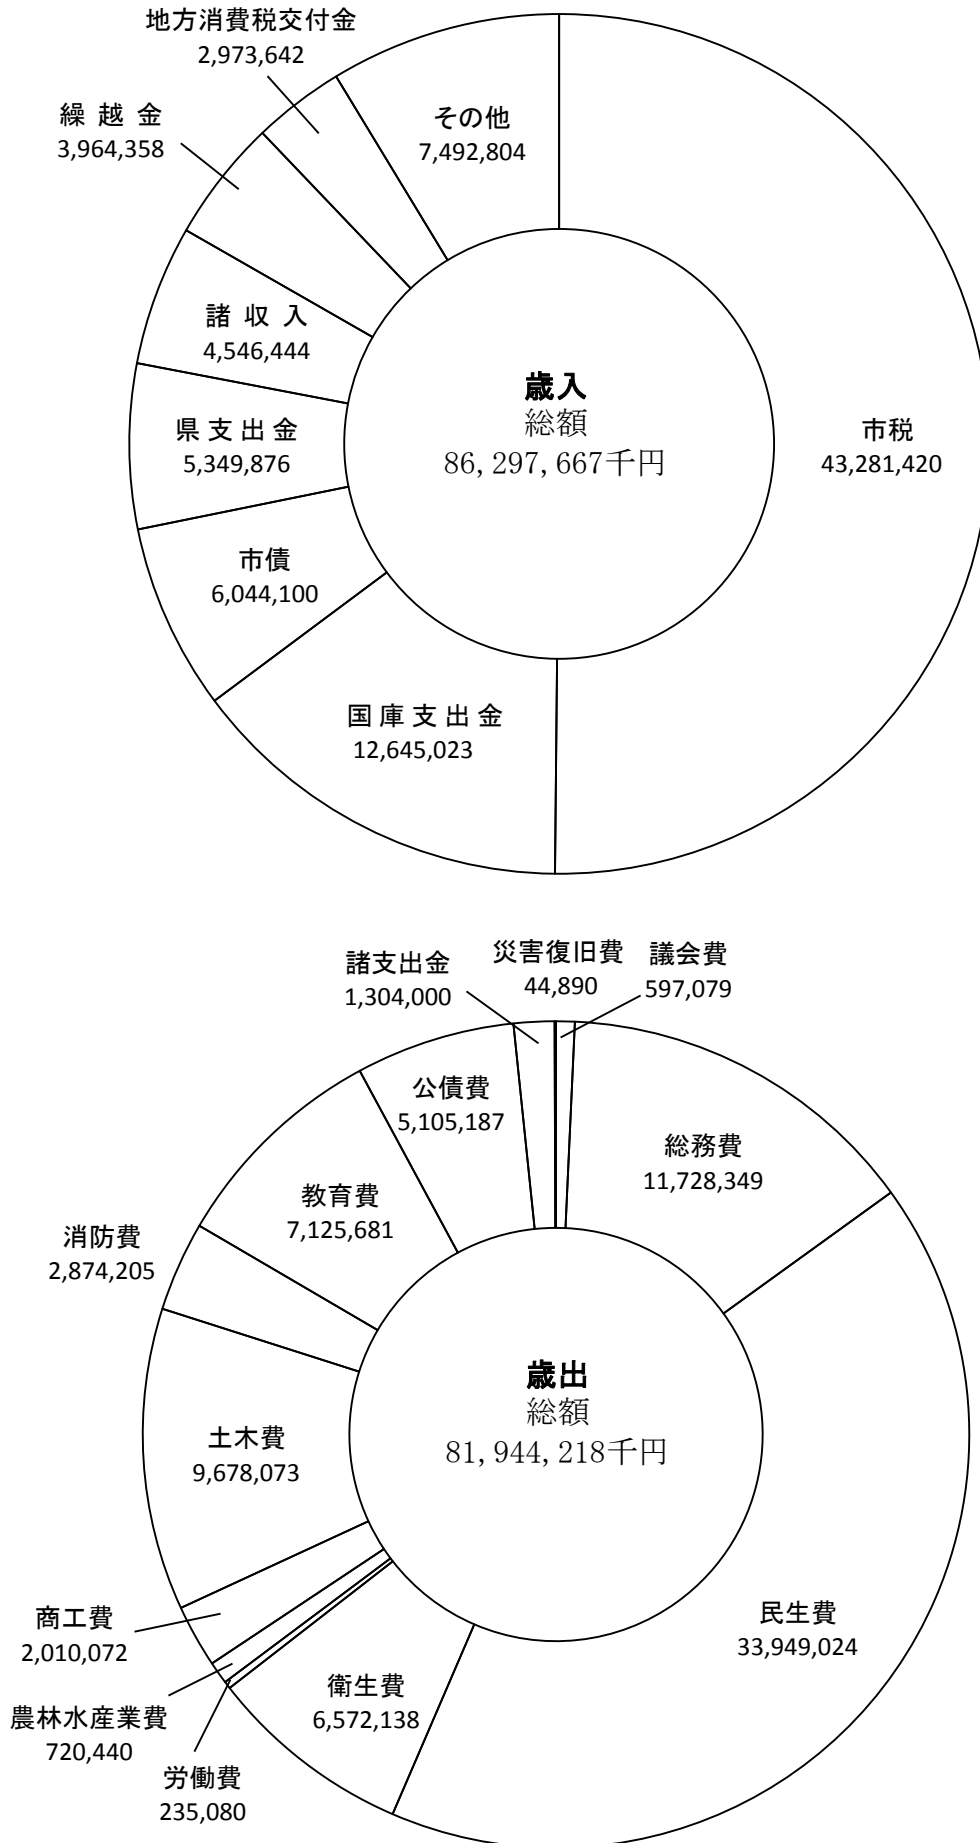 地方消費税交付金
2,973,642
繰 越 金
3,964,358
その他
7,492,804
諸 収 入
4,546,444
歳入
総額
86,297,667千円
県 支 出 金
5,349,876
市税
43,281,420
市債
6,044,100
国 庫 支 出 金
12,645,023
諸支出金
1,304,000
災害復旧費
44,890
議会費
597,079
公債費
5,105,187
総務費
11,728,349
教育費
7,125,681
消防費
2,874,205
歳出
総額
81,944,218千円
土木費
9,678,073
民生費
33,949,024
商工費
2,010,072
衛生費
6,572,138
農林水産業費
720,440
労働費
235,080